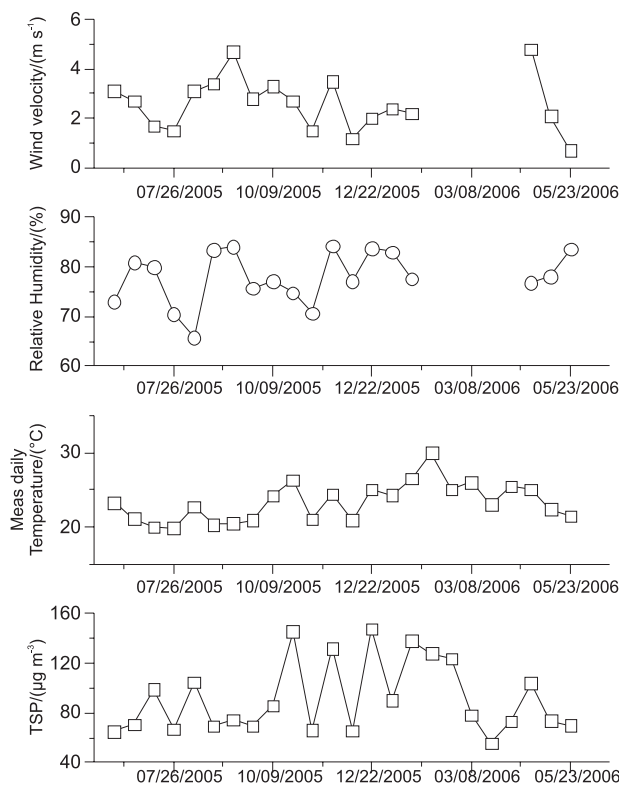 6
4
2
0
Wind velocity/(m s⁻¹)
07/26/2005 10/09/2005 12/22/2005 03/08/2006 05/23/2006
90
80
70
60
Relative Humidity/(%)
07/26/2005 10/09/2005 12/22/2005 03/08/2006 05/23/2006
30
20
Meas daily
Temperature/(°C)
07/26/2005 10/09/2005 12/22/2005 03/08/2006 05/23/2006
160
120
80
40
TSP/(µg m⁻³)
07/26/2005 10/09/2005 12/22/2005 03/08/2006 05/23/2006